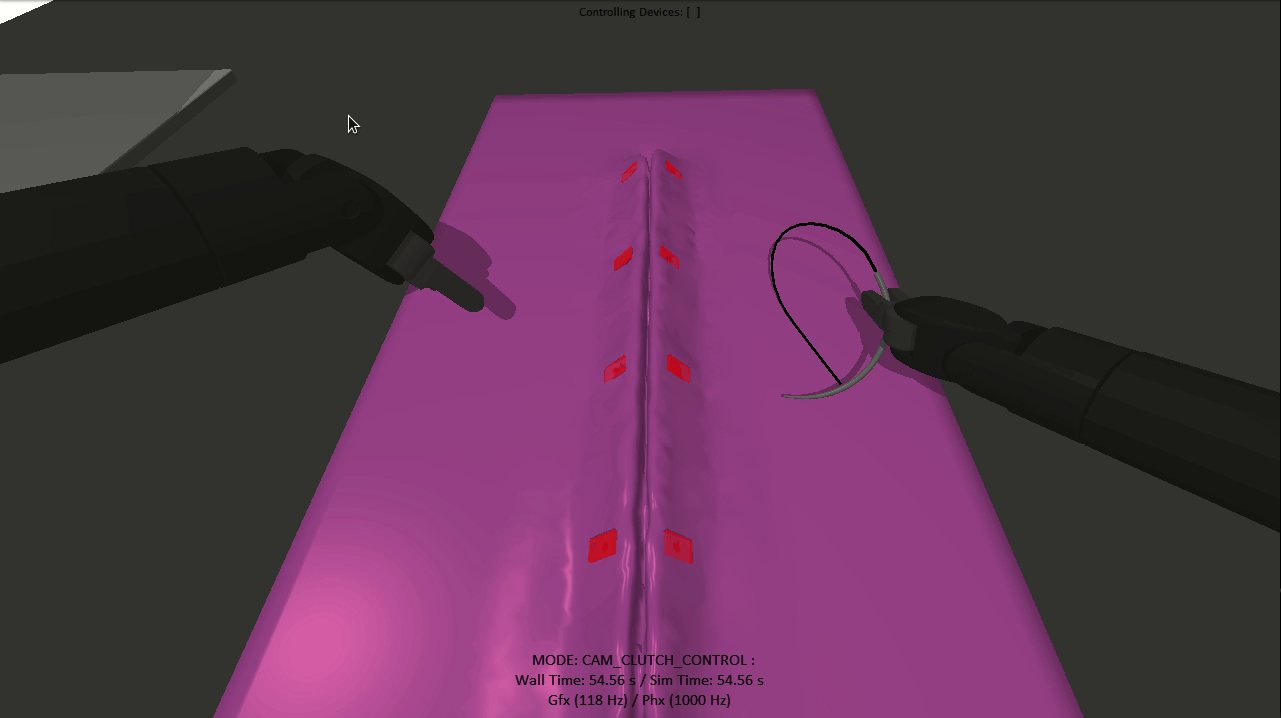 Controlling Devices: [ ]
MODE: CAM_CLUTCH_CONTROL :
Wall Time: 54.56 s / Sim Time: 54.56 s
Gfx (118 Hz) / Phx (1000 Hz)